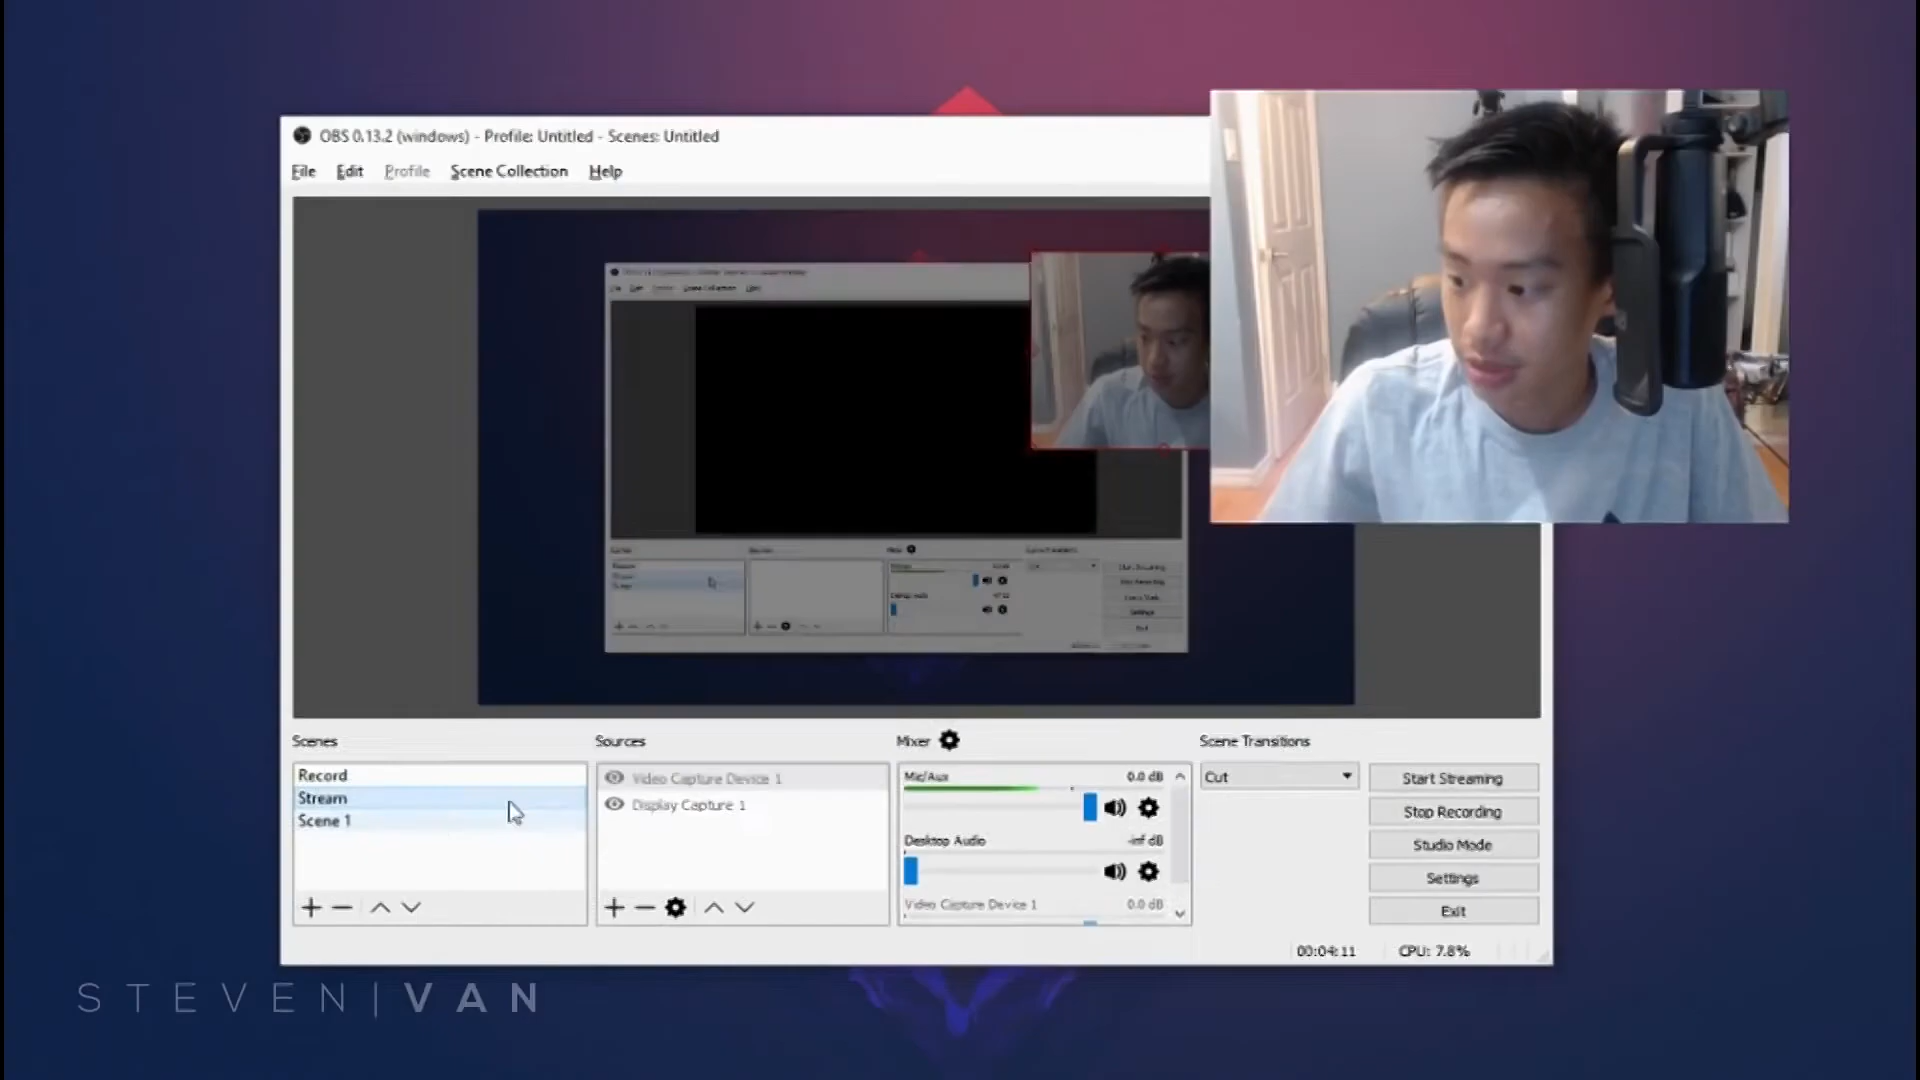 OBS 0.13.2 (windows) - Profile: Untitled - Scenes: Untitled
File Edit Profile Scene Collection Help
Scenes
Record
Stream
Scene 1
Sources
Video Capture Device 1
Display Capture 1
Mixer
Mic/Aux 0.0 dB
Desktop Audio -inf dB
Video Capture Device 1 0.0 dB
Scene Transitions
Cut
Start Streaming
Stop Recording
Studio Mode
Settings
Exit
00:04:11 CPU: 7.8%
STEVEN|VAN